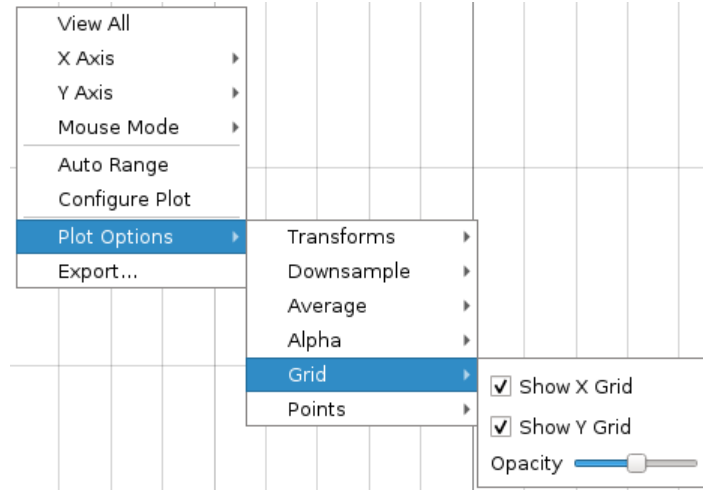 View All
X Axis
Y Axis
Mouse Mode
Auto Range
Configure Plot
Plot Options
Export...
Transforms
Downsample
Average
Alpha
Grid
Points
Show X Grid
Show Y Grid
Opacity